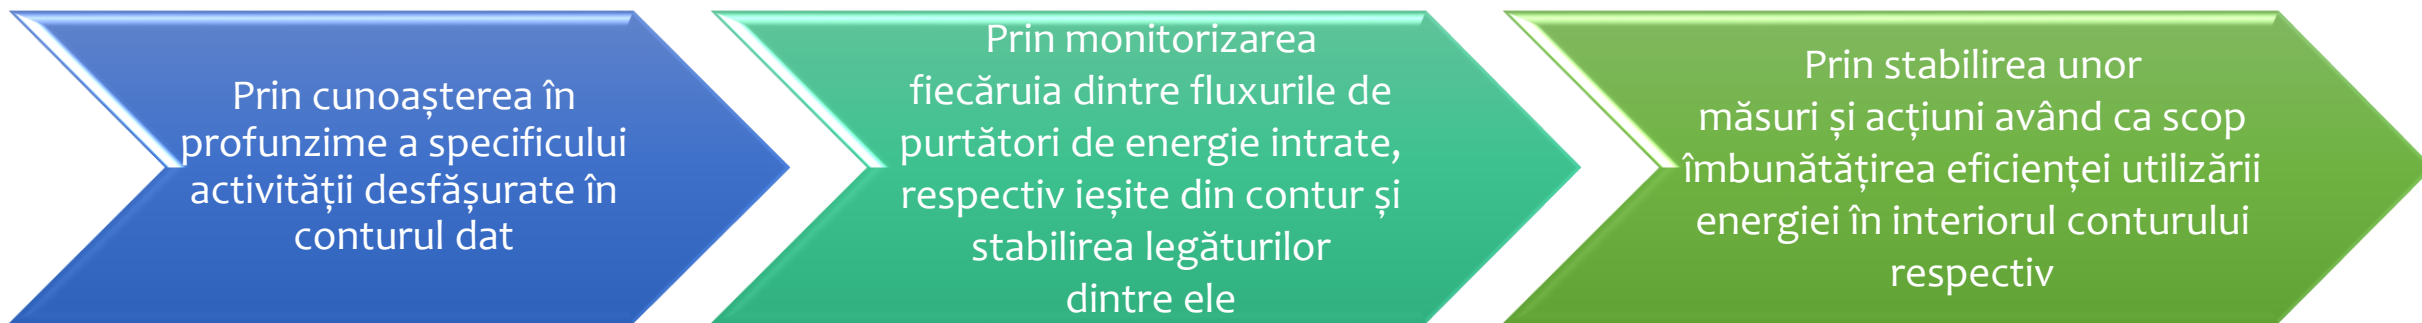 Prin cunoașterea în
profunzime a specificului
activității desfășurate în
conturul dat
Prin monitorizarea
fiecăruia dintre fluxurile de
purtători de energie intrate,
respectiv ieșite din contur și
stabilirea legăturilor
dintre ele
Prin stabilirea unor
măsuri și acțiuni având ca scop
îmbunătățirea eficienței utilizării
energiei în interiorul conturului
respectiv